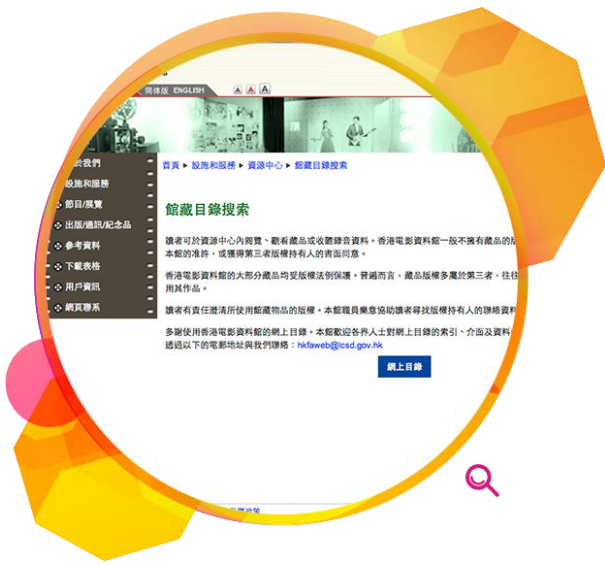 简体版 ENGLISH A A A
於我們
設施和服務
節目/展覽
出版/通訊/紀念品
參考資料
下載表格
用戶資訊
網頁聯系
首頁 ▸ 設施和服務 ▸ 資源中心 ▸ 館藏目錄搜索
館藏目錄搜索
讀者可於資源中心內閱覽、觀看藏品或收聽錄音資料。香港電影資料館一般不擁有藏品的版
本館的准許，或獲得第三者版權持有人的書面同意。
香港電影資料館的大部分藏品均受版權法例保護。普遍而言，藏品版權多屬於第三者，往往
用其作品。
讀者有責任澄清所使用館藏物品的版權。本館職員樂意協助讀者尋找版權持有人的聯絡資料
多謝使用香港電影資料館的網上目錄。本館歡迎各界人士對網上目錄的索引、介面及資料
透過以下的電郵地址與我們聯絡：hkfaweb@lcsd.gov.hk
網上目錄